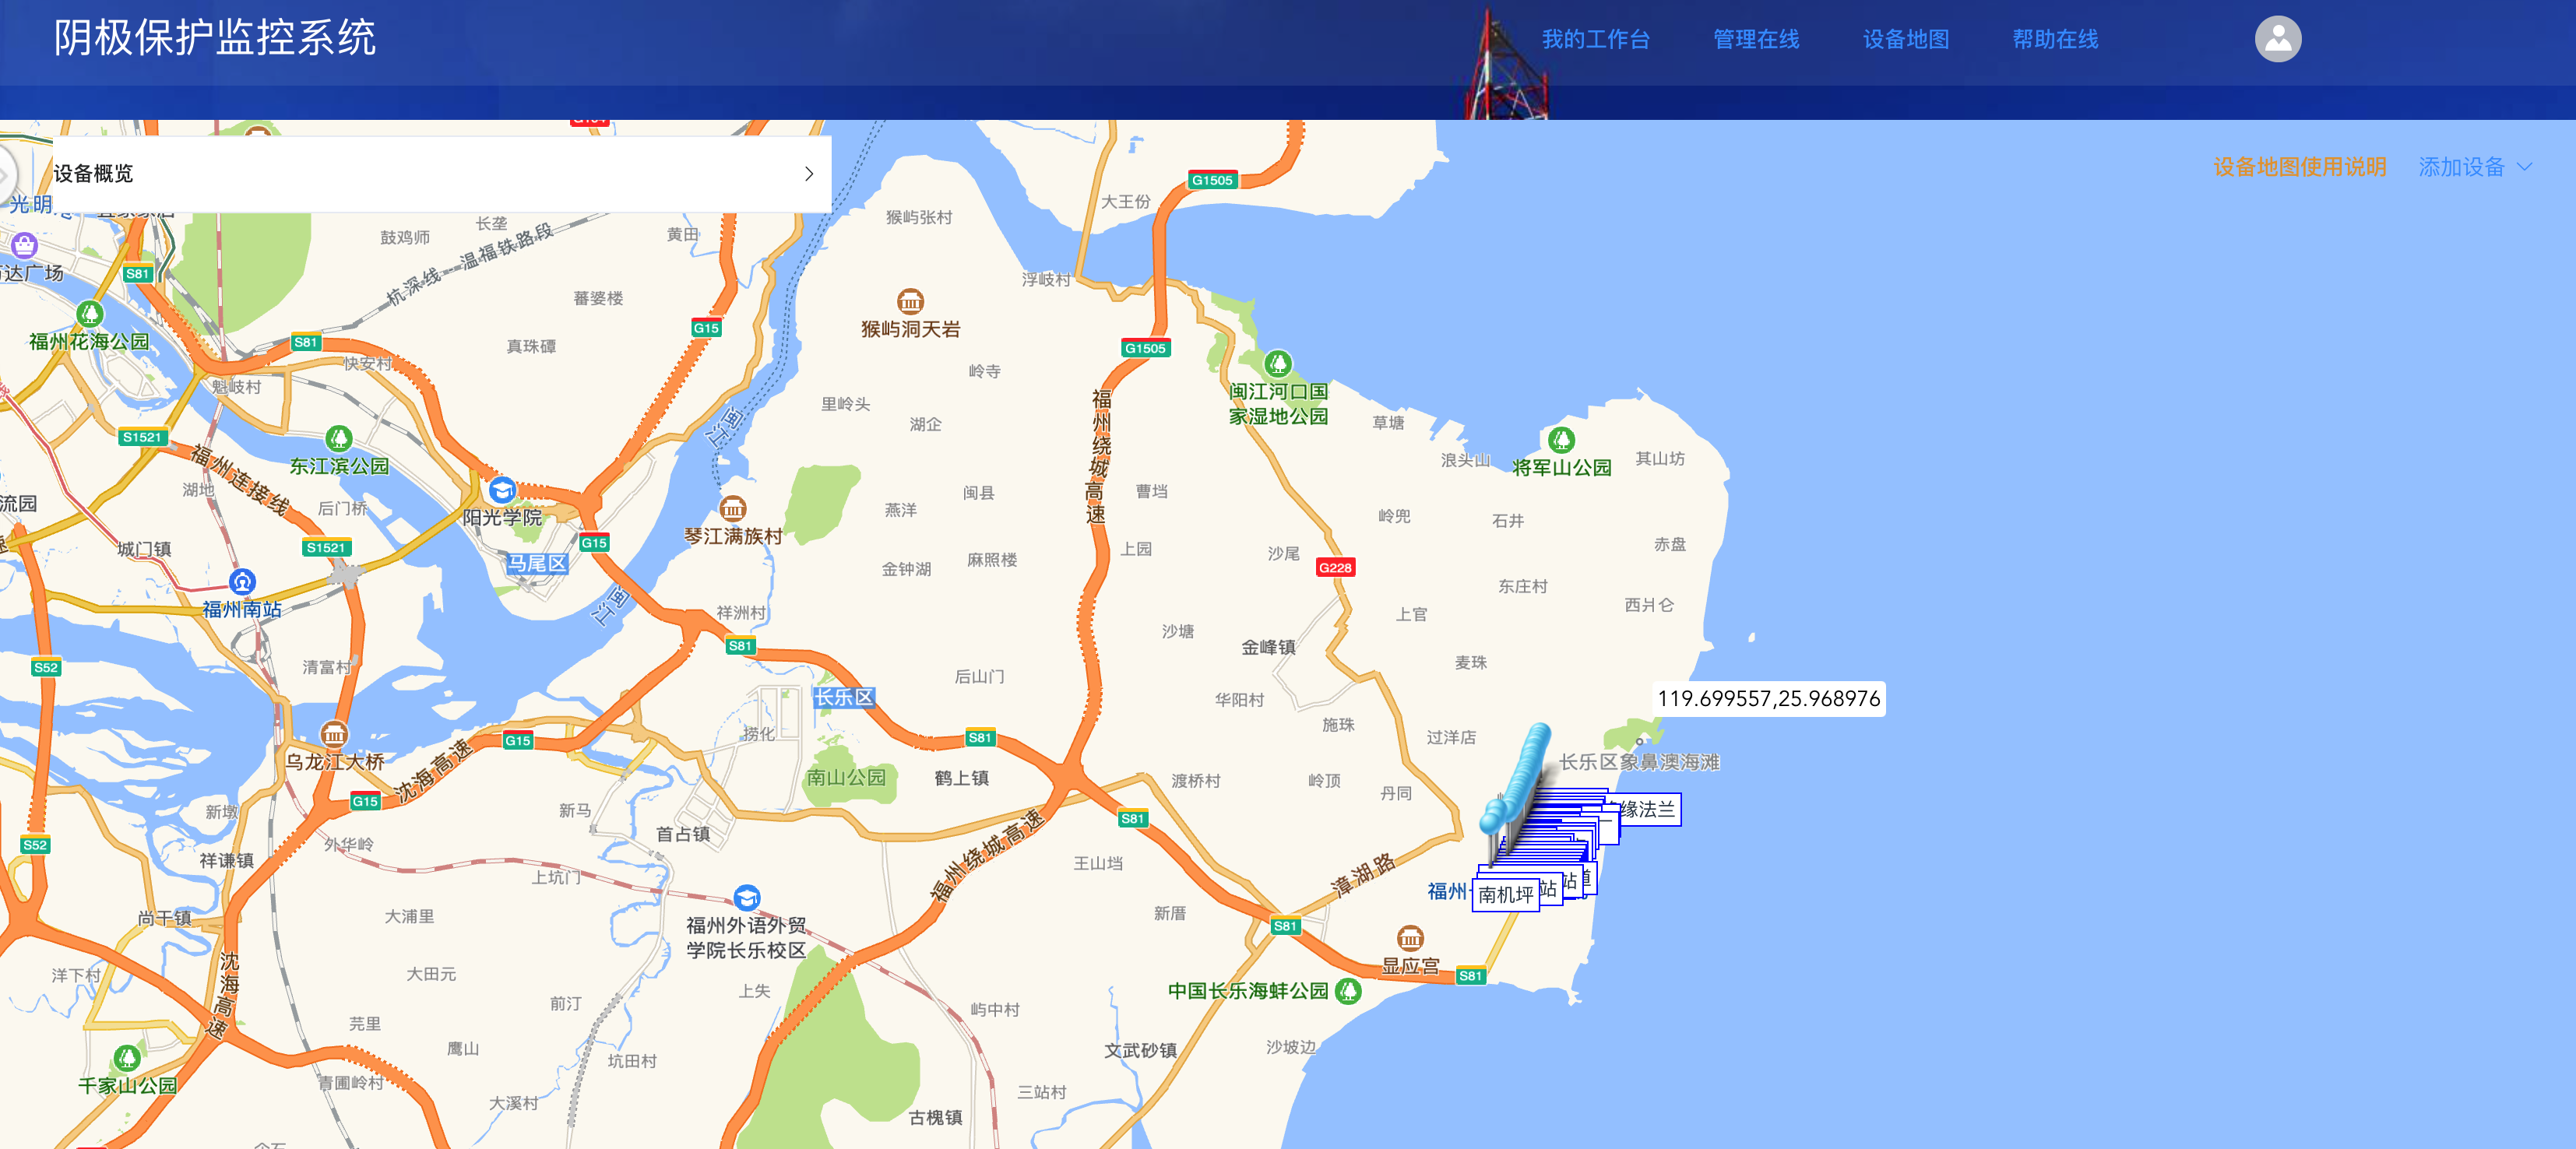 阴极保护监控系统
我的工作台
管理在线
设备地图
帮助在线
设备概览
设备地图使用说明
添加设备
光明
G1505
大王份
猴屿张村
长垄
鼓鸡师
黄田
杭深线--温福铁路段
S81
浮岐村
蕃婆楼
福州花海公园
猴屿洞天岩
G15
S81
真珠磹
G1505
快安村
魁岐村
岭寺
闽江河口国
家湿地公园
福州绕城高速
里岭头
湖企
草塘
闽江
S1521
东江滨公园
福州连接线
浪头山
将军山公园
其山坊
湖地
后门桥
阳光学院
闽县
曹垱
流园
燕洋
岭兜
石井
琴江满族村
城门镇
S1521
G15
马尾区
上园
沙尾
赤盘
金钟湖
麻照楼
G228
东庄村
福州南站
闽江
祥洲村
上官
西爿仑
S81
沙塘
金峰镇
清富村
S52
后山门
麦珠
长乐区
华阳村
119.699557,25.968976
施珠
乌龙江大桥
G15
捞化
S81
过洋店
长乐区象鼻澳海滩
沈海高速
南山公园
鹤上镇
渡桥村
岭顶
丹同
G15
新墩
新马
S81
缘法兰
首占镇
福州绕城高速
S52
外华岭
祥谦镇
王山垱
漳湖路
上坑门
福州
南机坪
站
站
道
尚干镇
大浦里
福州外语外贸
学院长乐校区
新厝
S81
沈海高速
显应宫
S81
洋下村
大田元
上失
中国长乐海蚌公园
前汀
屿中村
芫里
鹰山
坑田村
文武砂镇
沙坡边
千家山公园
青圃岭村
大溪村
三站村
古槐镇